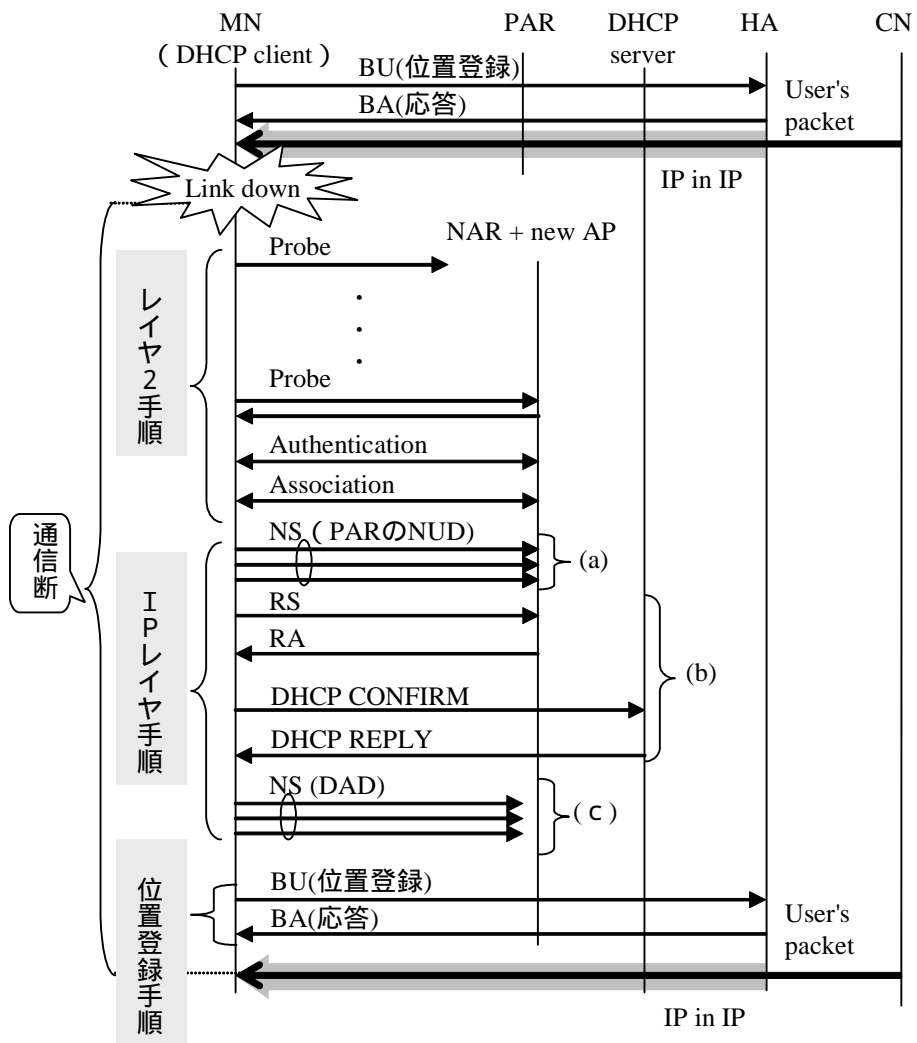 MN
( DHCP client )
PAR
DHCP
server
HA
CN
BU(位置登録)
BA(応答)
User's
packet
Link down
IP in IP
NAR + new AP
Probe
・
・
・
Probe
Authentication
Association
レイヤ2手順
NS ( PARのNUD)
(a)
RS
RA
(b)
DHCP CONFIRM
DHCP REPLY
通信断
IPレイヤ手順
NS (DAD)
( c )
BU(位置登録)
BA(応答)
User's
packet
位置登録手順
IP in IP